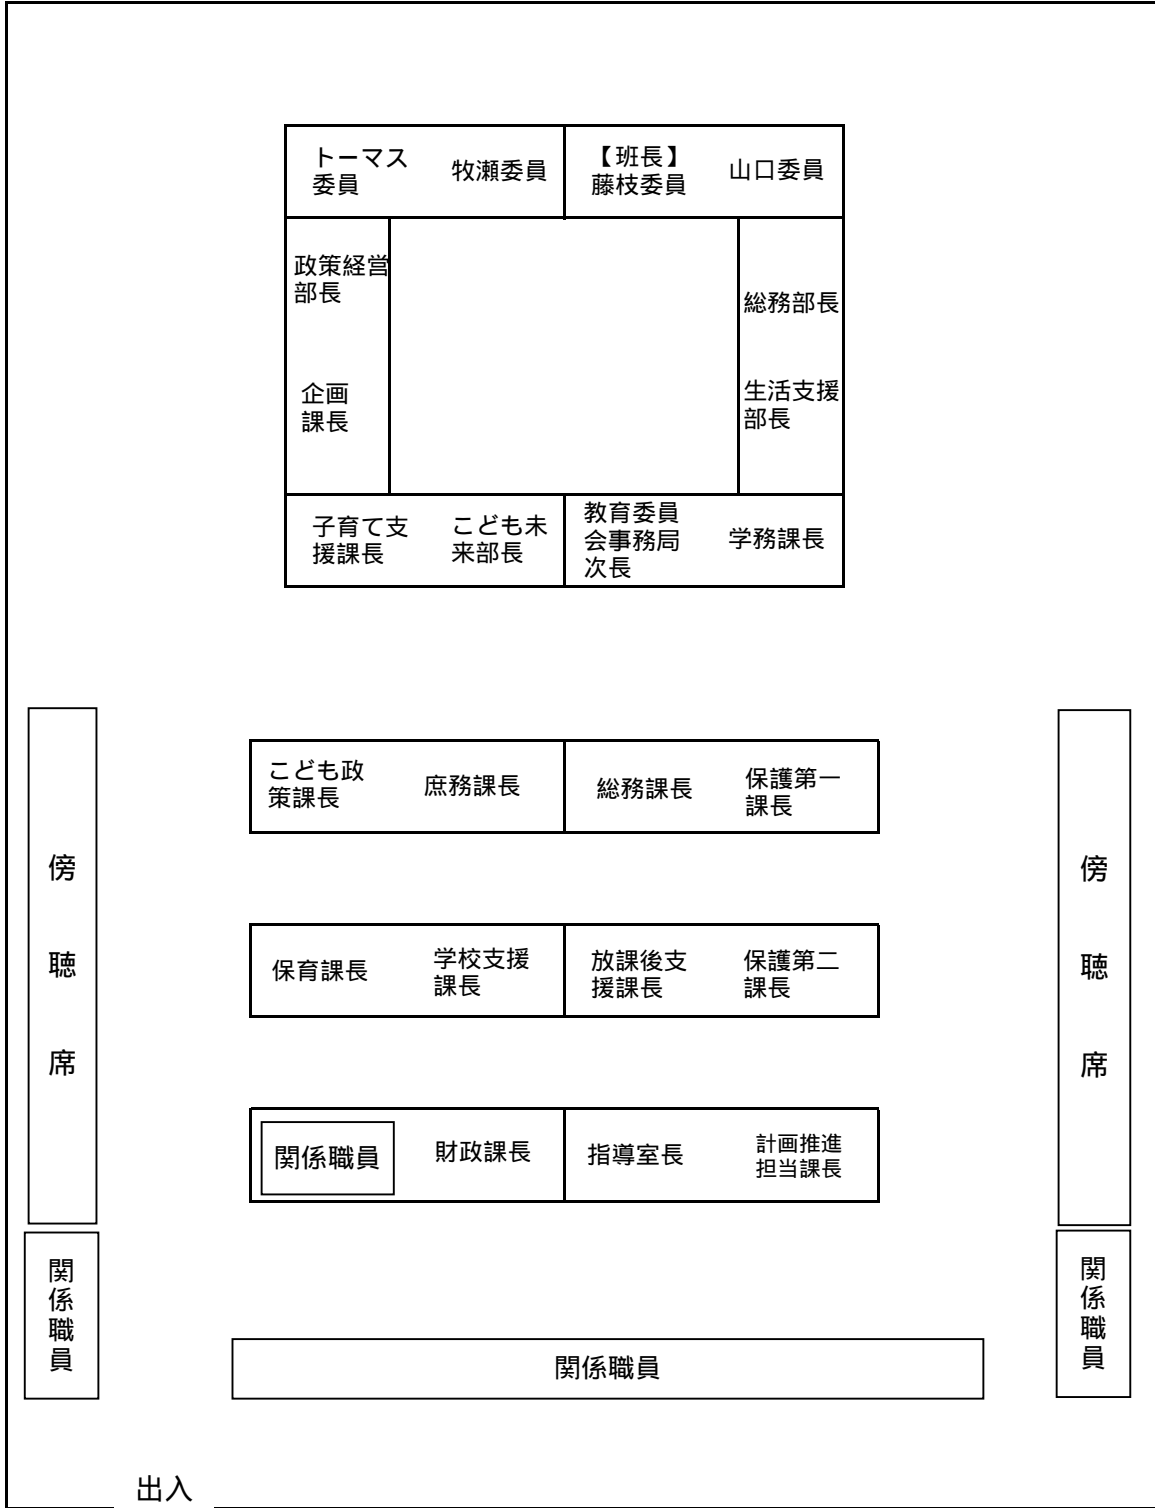 トーマス
委員
牧瀬委員
【班長】
藤枝委員
山口委員
政策経営
部長
企画
課長
総務部長
生活支援
部長
子育て支
援課長
こども未
来部長
教育委員
会事務局
次長
学務課長
こども政
策課長
庶務課長
総務課長
保護第一
課長
保育課長
学校支援
課長
放課後支
援課長
保護第二
課長
関係職員
財政課長
指導室長
計画推進
担当課長
傍聴席
傍聴席
関係職員
関係職員
関係職員
出入